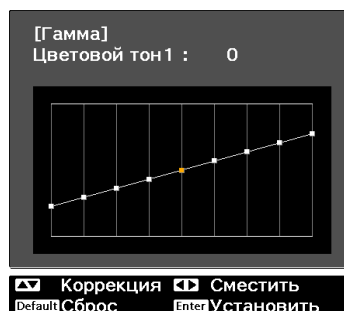 [Гамма]
Цветовой тон1 : 0
Коррекция Сместить
Default Сброс Enter Установить